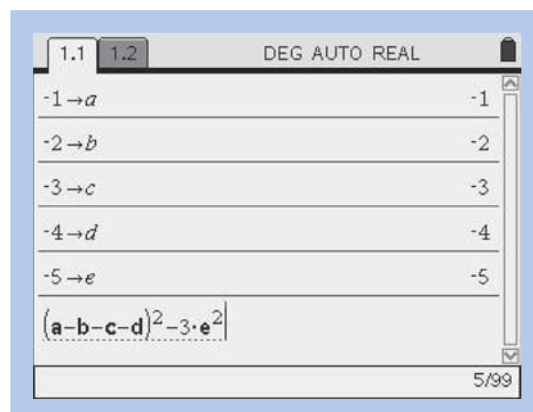 1.1 1.2 DEG AUTO REAL
-1→a -1
-2→b -2
-3→c -3
-4→d -4
-5→e -5
(a-b-c-d)²-3·e²
5/99